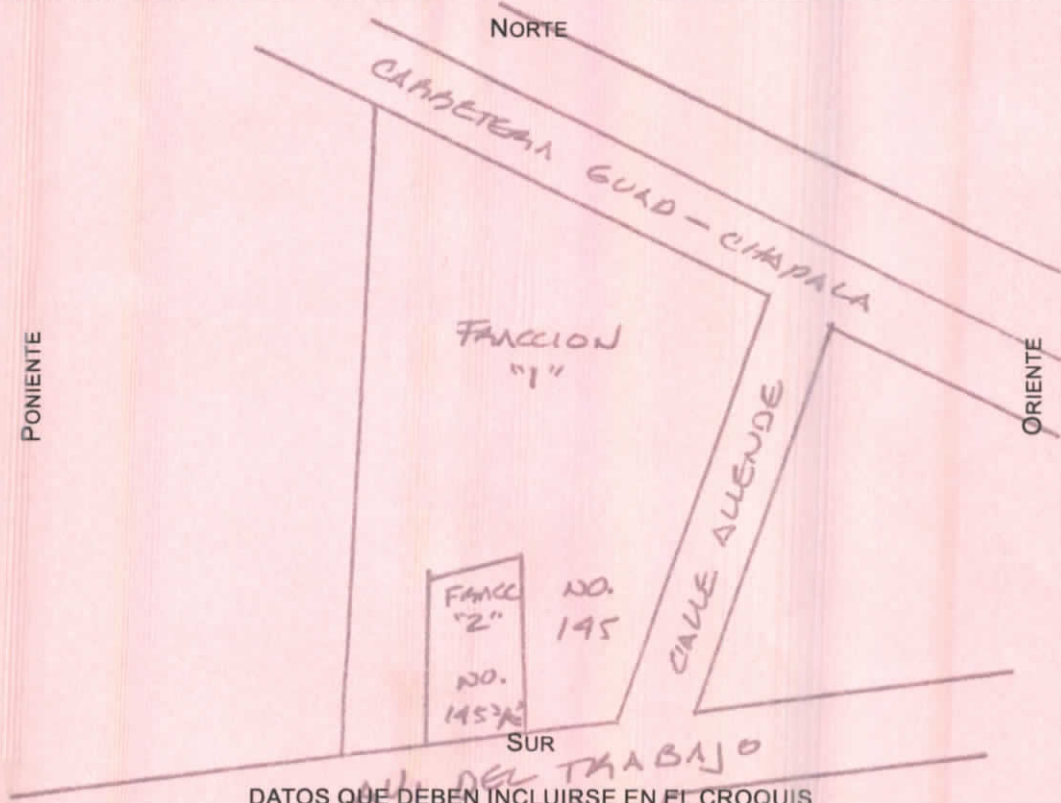 NORTE
CARRETERA GUAD - CHAPALA
PONIENTE
FRACCION
"1"
ORIENTE
CALLE ALLENDE
FRACC
"2"
NO.
145
NO.
145"A"
SUR
AV. DEL TRABAJO
DATOS QUE DEBEN INCLUIRSE EN EL CROQUIS